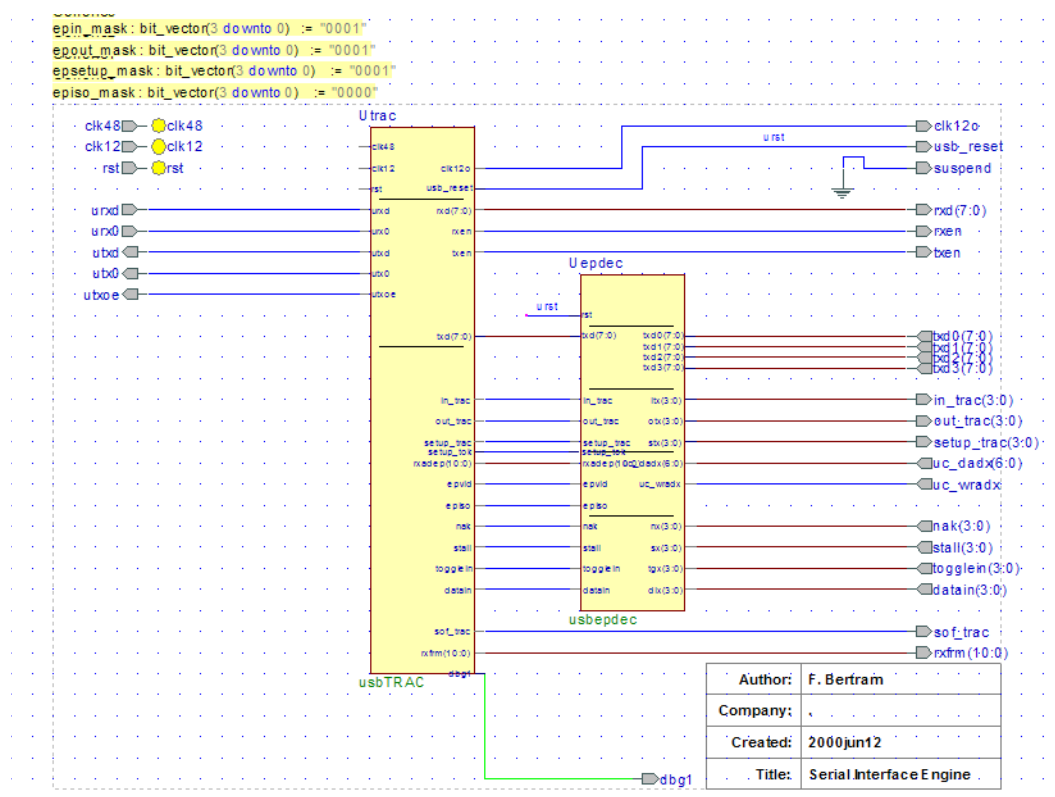 epin_mask: bit_vector(3 downto 0) := "0001"
epout_mask: bit_vector(3 downto 0) := "0001"
epsetup_mask: bit_vector(3 downto 0) := "0001"
episo_mask: bit_vector(3 downto 0) := "0000"
clk48 clk48
clk12 clk12
rst rst
urxd
urx0
utxd
utx0
utxoe
Utrac
clk48
clk12 clk12o
rst usb_reset
urxd rxd(7:0)
urx0 rxen
utxd txen
utx0
utxoe
txd(7:0)
in_trac
out_trac
setup_trac
setup_tok
rxadep(10:0)
epvld
episo
nak
stall
togglein
datain
sof_trac
rxfrm(10:0)
dbg1
usbTRAC
Uepdec
urst
rst
txd(7:0) txd0(7:0)
txd1(7:0)
txd2(7:0)
txd3(7:0)
in_trac itx(3:0)
out_trac otx(3:0)
setup_trac stx(3:0)
setup_tok
epvld uc_wradx
episo
nak nx(3:0)
stall sx(3:0)
togglein tgx(3:0)
datain dix(3:0)
usbepdec
urst
clk12o
usb_reset
suspend
rxd(7:0)
rxen
txen
txd0(7:0)
txd1(7:0)
txd2(7:0)
txd3(7:0)
in_trac(3:0)
out_trac(3:0)
setup_trac(3:0)
uc_dadx(6:0)
uc_wradx
nak(3:0)
stall(3:0)
togglein(3:0)
datain(3:0)
sof_trac
rxfrm(10:0)
dbg1
Author: F. Bertram
Company: ,
Created: 2000jun12
Title: Serial Interface Engine